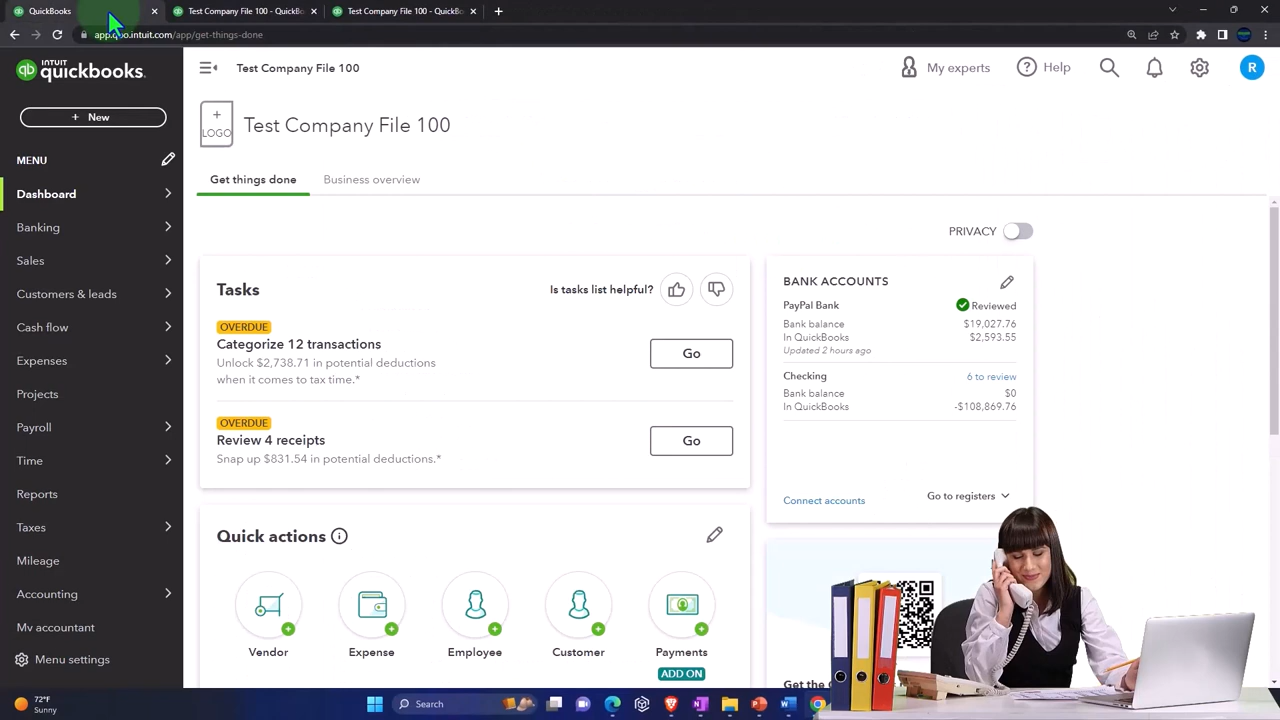 QuickBooks
Test Company File 100 - QuickBo
Test Company File 100 - QuickBo
app.qbo.intuit.com/app/get-things-done
INTUIT
quickbooks.
Test Company File 100
My experts
Help
R
+ New
+
LOGO
Test Company File 100
MENU
Get things done
Business overview
Dashboard
Banking
Sales
Customers & leads
Cash flow
Expenses
Projects
Payroll
Time
Reports
Taxes
Mileage
Accounting
My accountant
Menu settings
PRIVACY
Tasks
Is tasks list helpful?
OVERDUE
Categorize 12 transactions
Unlock $2,738.71 in potential deductions
when it comes to tax time.*
Go
OVERDUE
Review 4 receipts
Snap up $831.54 in potential deductions.*
Go
BANK ACCOUNTS
PayPal Bank
Reviewed
Bank balance
$19,027.76
In QuickBooks
$2,593.55
Updated 2 hours ago
Checking
6 to review
Bank balance
$0
In QuickBooks
-$108,869.76
Connect accounts
Go to registers
Quick actions
Vendor
Expense
Employee
Customer
Payments
ADD ON
72°F
Sunny
Search